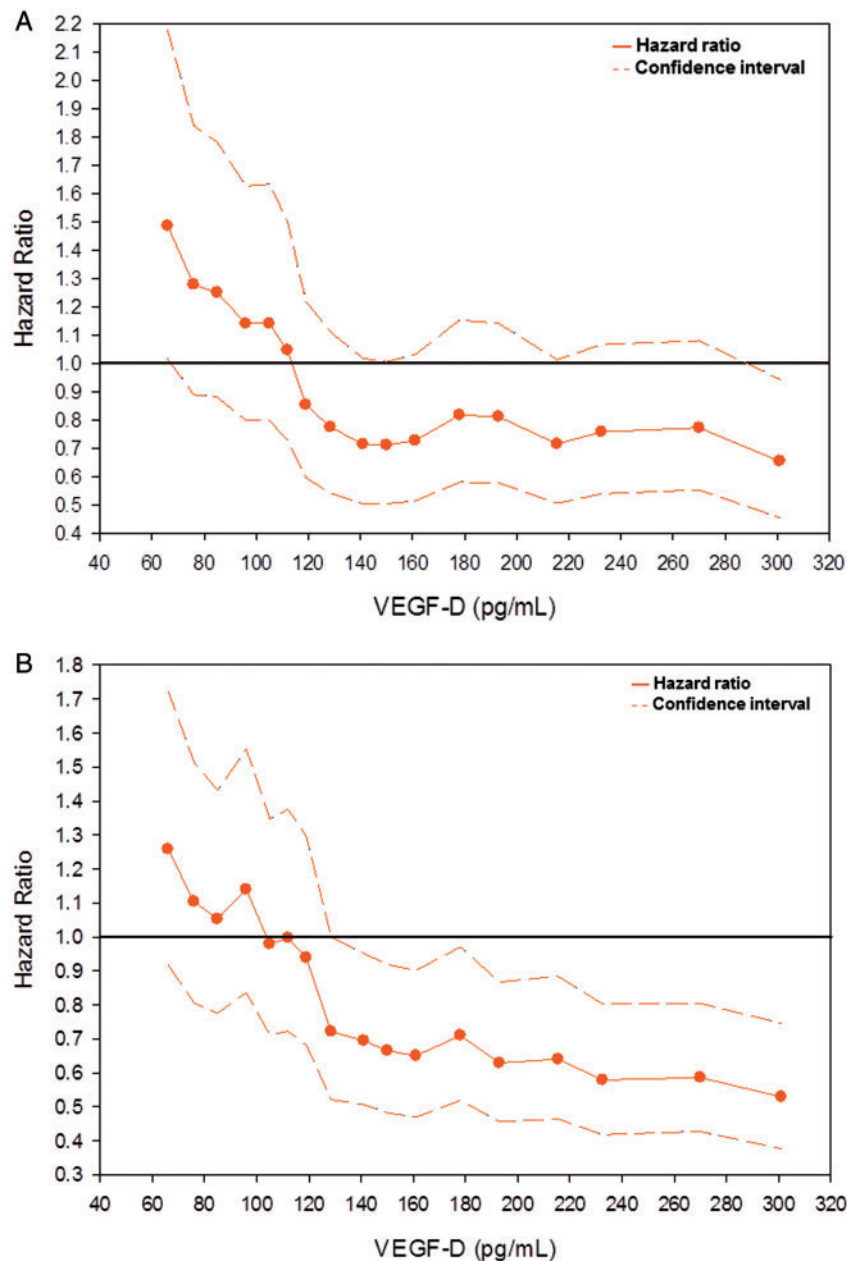 A
Hazard ratio
Confidence interval
2.2
2.1
2.0
1.9
1.8
1.7
1.6
1.5
1.4
1.3
1.2
1.1
1.0
0.9
0.8
0.7
0.6
0.5
0.4
Hazard Ratio
40 60 80 100 120 140 160 180 200 220 240 260 280 300 320
VEGF-D (pg/mL)
B
Hazard ratio
Confidence interval
1.8
1.7
1.6
1.5
1.4
1.3
1.2
1.1
1.0
0.9
0.8
0.7
0.6
0.5
0.4
0.3
Hazard Ratio
40 60 80 100 120 140 160 180 200 220 240 260 280 300 320
VEGF-D (pg/mL)